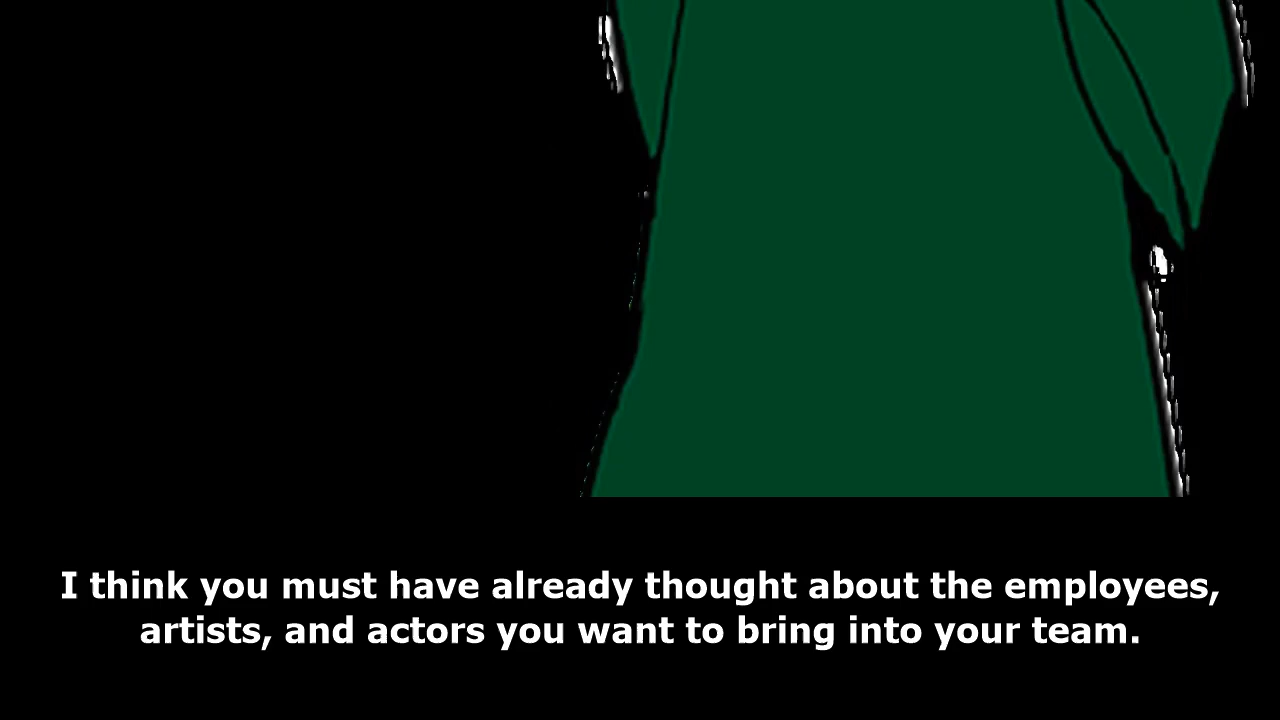 I think you must have already thought about the employees,
artists, and actors you want to bring into your team.